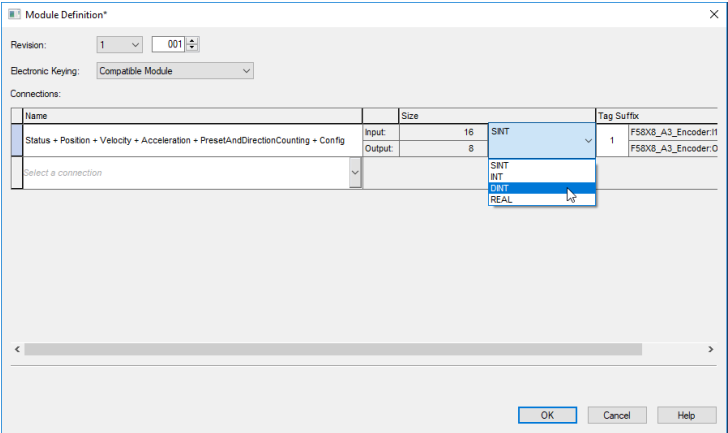 Module Definition*
Revision: 1 001
Electronic Keying: Compatible Module
Connections:
Name Size Tag Suffix
Status + Position + Velocity + Acceleration + PresetAndDirectionCounting + Config Input: 16 SINT 1 F58X8_A3_Encoder:I1
Output: 8 F58X8_A3_Encoder:O
Select a connection
SINT
INT
DINT
REAL
OK Cancel Help